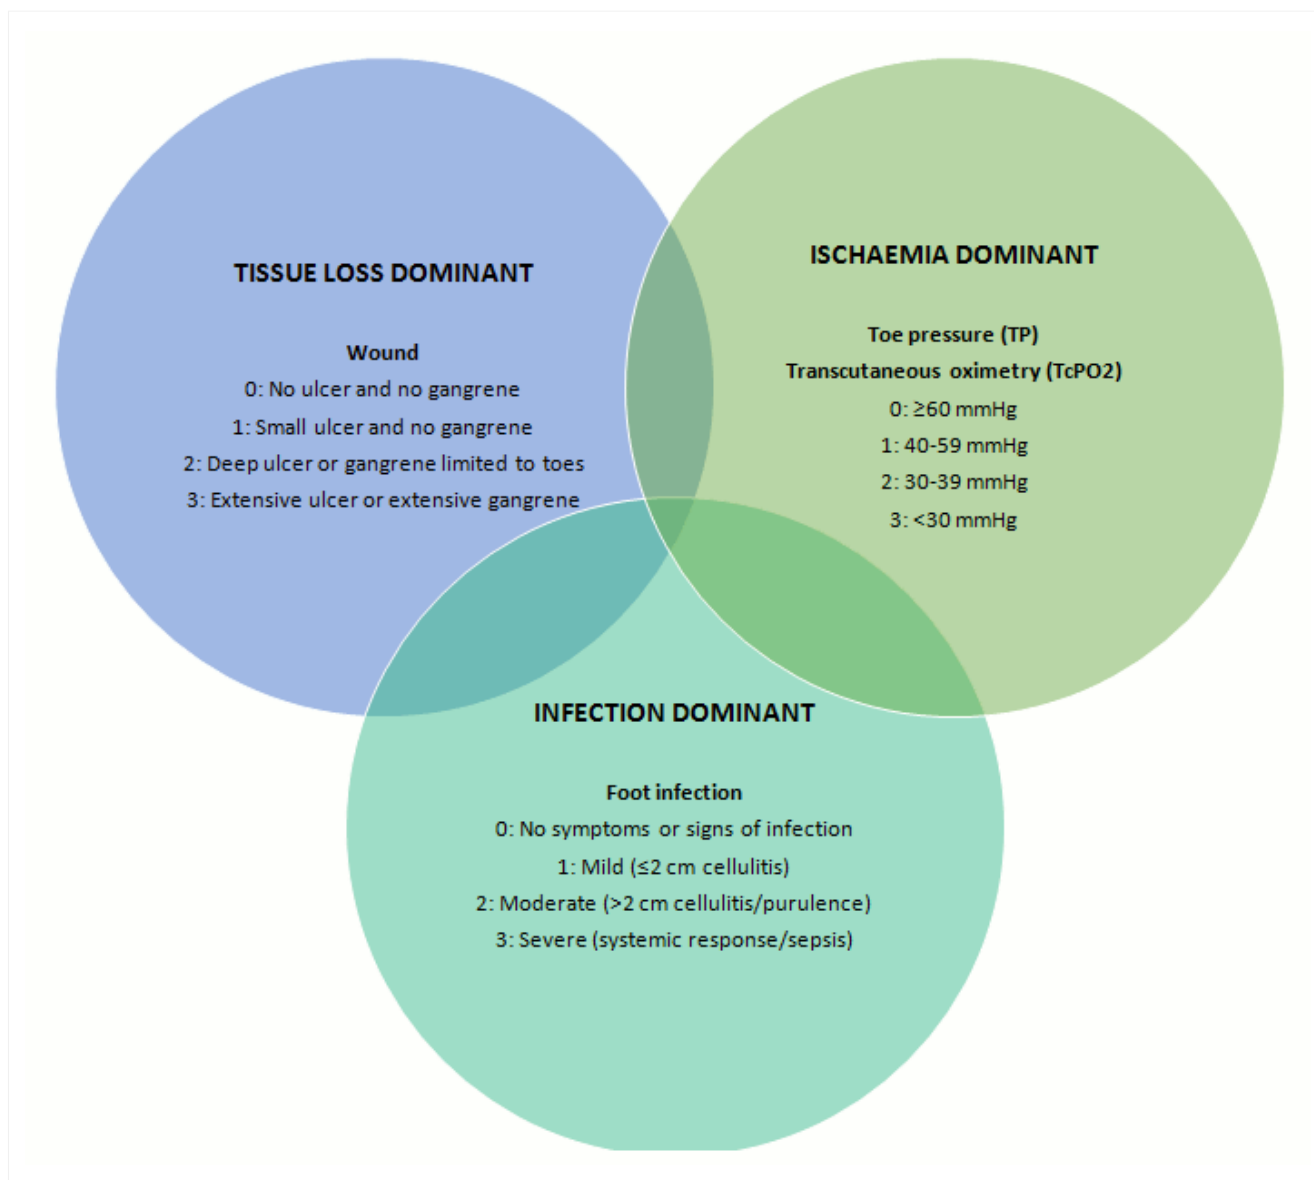 TISSUE LOSS DOMINANT
Wound
0: No ulcer and no gangrene
1: Small ulcer and no gangrene
2: Deep ulcer or gangrene limited to toes
3: Extensive ulcer or extensive gangrene
ISCHAEMIA DOMINANT
Toe pressure (TP)
Transcutaneous oximetry (TcPO2)
0: ≥60 mmHg
1: 40-59 mmHg
2: 30-39 mmHg
3: <30 mmHg
INFECTION DOMINANT
Foot infection
0: No symptoms or signs of infection
1: Mild (≤2 cm cellulitis)
2: Moderate (>2 cm cellulitis/purulence)
3: Severe (systemic response/sepsis)